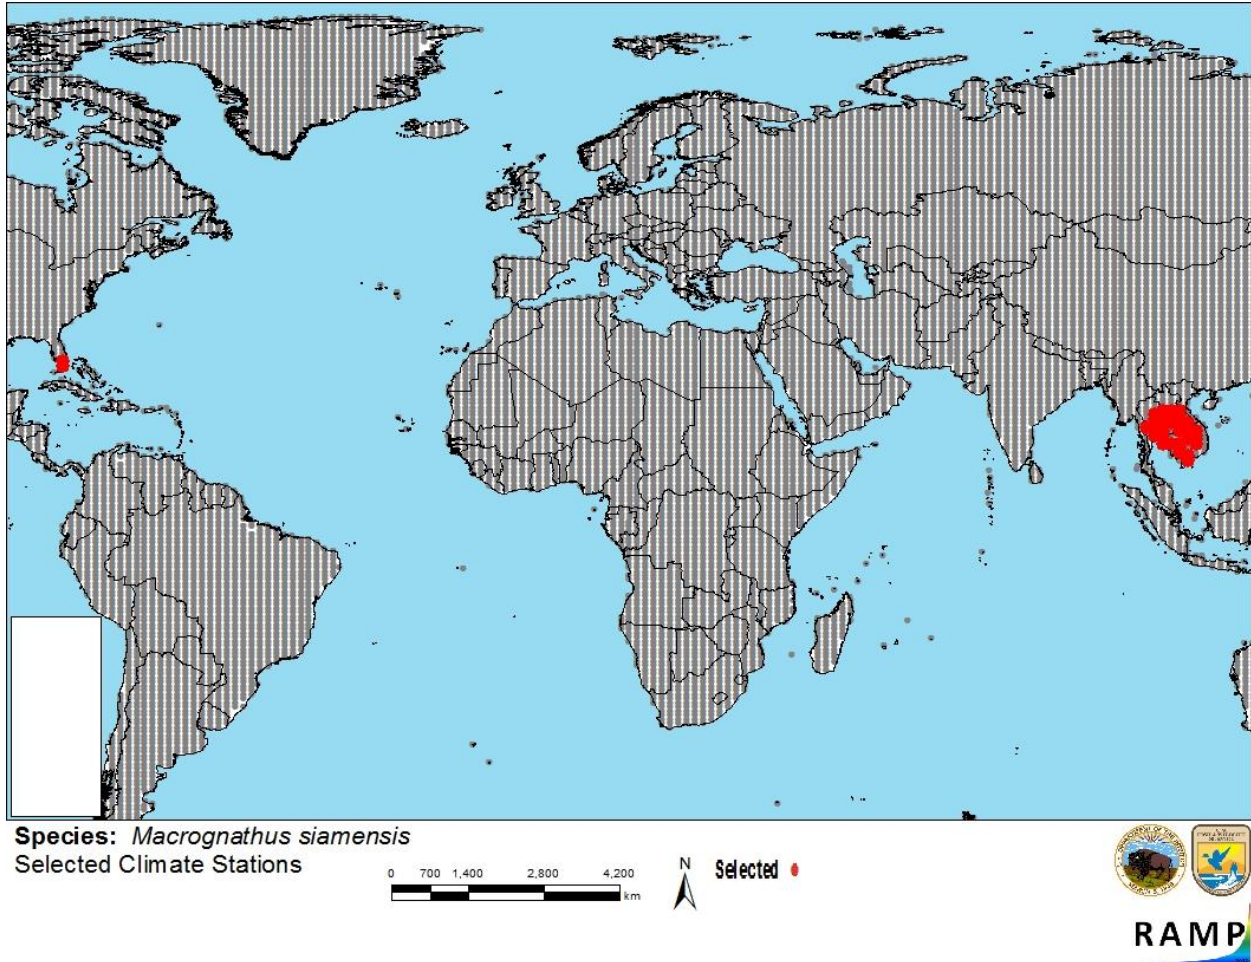 Species: Macrognathus siamensis
Selected Climate Stations
0 700 1,400 2,800 4,200
km
N
Selected
RAMP